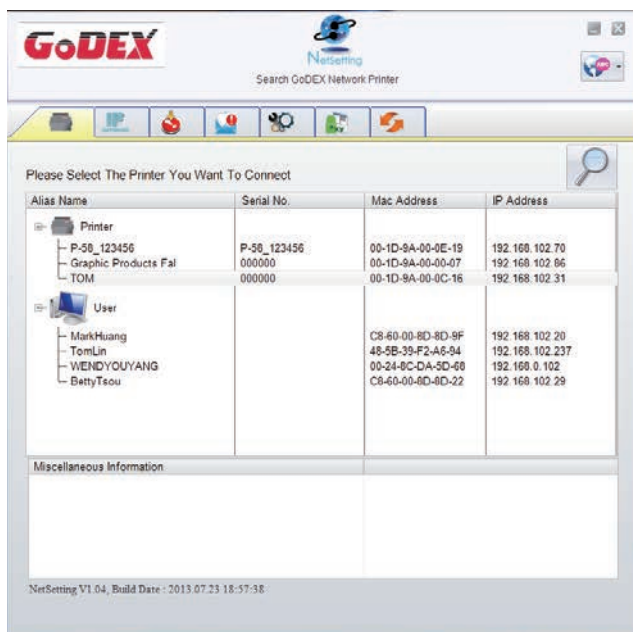 GoDEX
NetSetting
Search GoDEX Network Printer
IP
Please Select The Printer You Want To Connect
Alias Name Serial No. Mac Address IP Address
Printer
P-58_123456 P-58_123456 00-1D-9A-00-0E-19 192.168.102.70
Graphic Products Fal 000000 00-1D-9A-00-00-07 192.168.102.86
TOM 000000 00-1D-9A-00-0C-16 192.168.102.31
User
MarkHuang C8-60-00-8D-8D-9F 192.168.102.20
TomLin 48-5B-39-F2-A6-94 192.168.102.237
WENDYOUYANG 00-24-8C-DA-5D-68 192.168.0.102
BettyTsou C8-60-00-8D-8D-22 192.168.102.29
Miscellaneous Information
NetSetting V1.04, Build Date : 2013.07.23 18:57:38